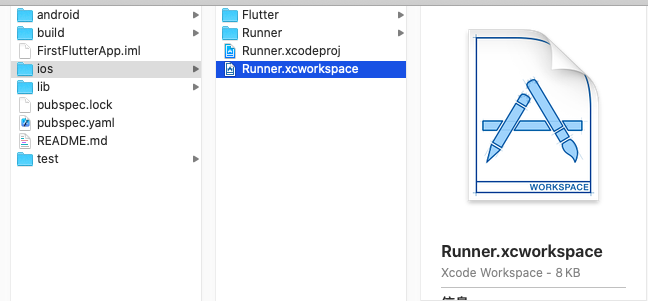 android
build
FirstFlutterApp.iml
ios
lib
pubspec.lock
pubspec.yaml
README.md
test
Flutter
Runner
Runner.xcodeproj
Runner.xcworkspace
WORKSPACE
Runner.xcworkspace
Xcode Workspace - 8 KB